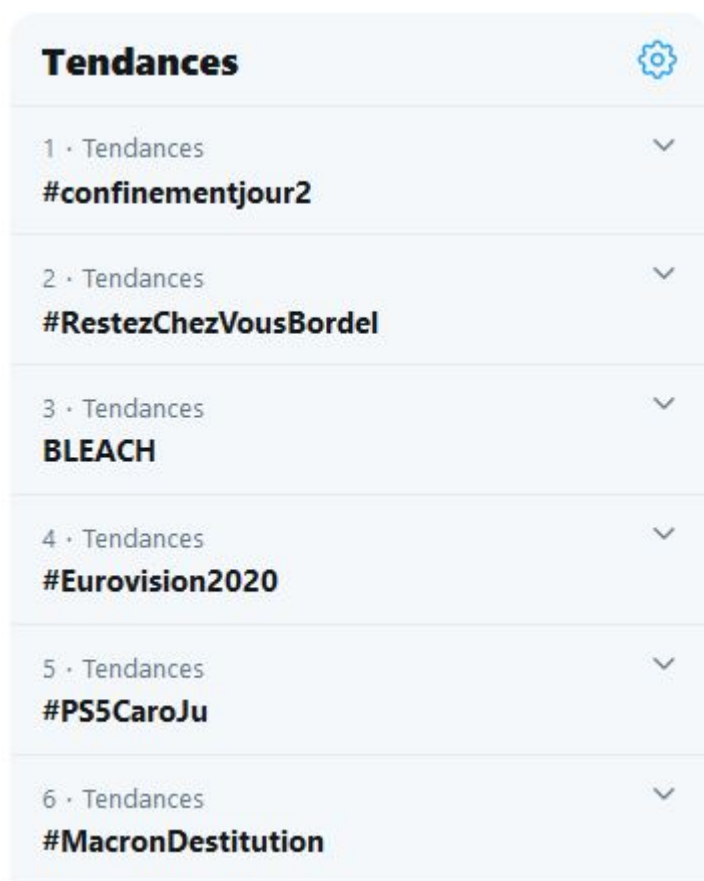 Tendances
1 · Tendances
#confinementjour2
2 · Tendances
#RestezChezVousBordel
3 · Tendances
BLEACH
4 · Tendances
#Eurovision2020
5 · Tendances
#PS5CaroJu
6 · Tendances
#MacronDestitution